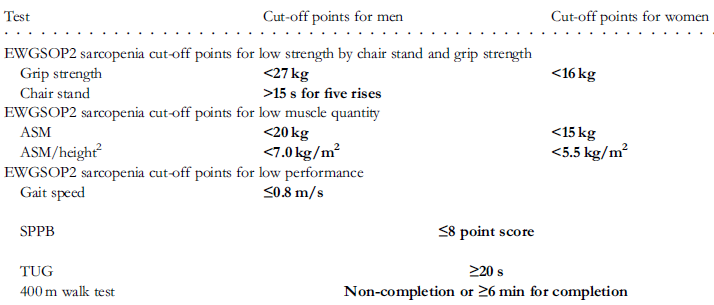 Test Cut-off points for men Cut-off points for women
EWGSOP2 sarcopenia cut-off points for low strength by chair stand and grip strength
Grip strength <27 kg <16 kg
Chair stand >15 s for five rises
EWGSOP2 sarcopenia cut-off points for low muscle quantity
ASM <20 kg <15 kg
ASM/height² <7.0 kg/m² <5.5 kg/m²
EWGSOP2 sarcopenia cut-off points for low performance
Gait speed ≤0.8 m/s
SPPB ≤8 point score
TUG ≥20 s
400 m walk test Non-completion or ≥6 min for completion